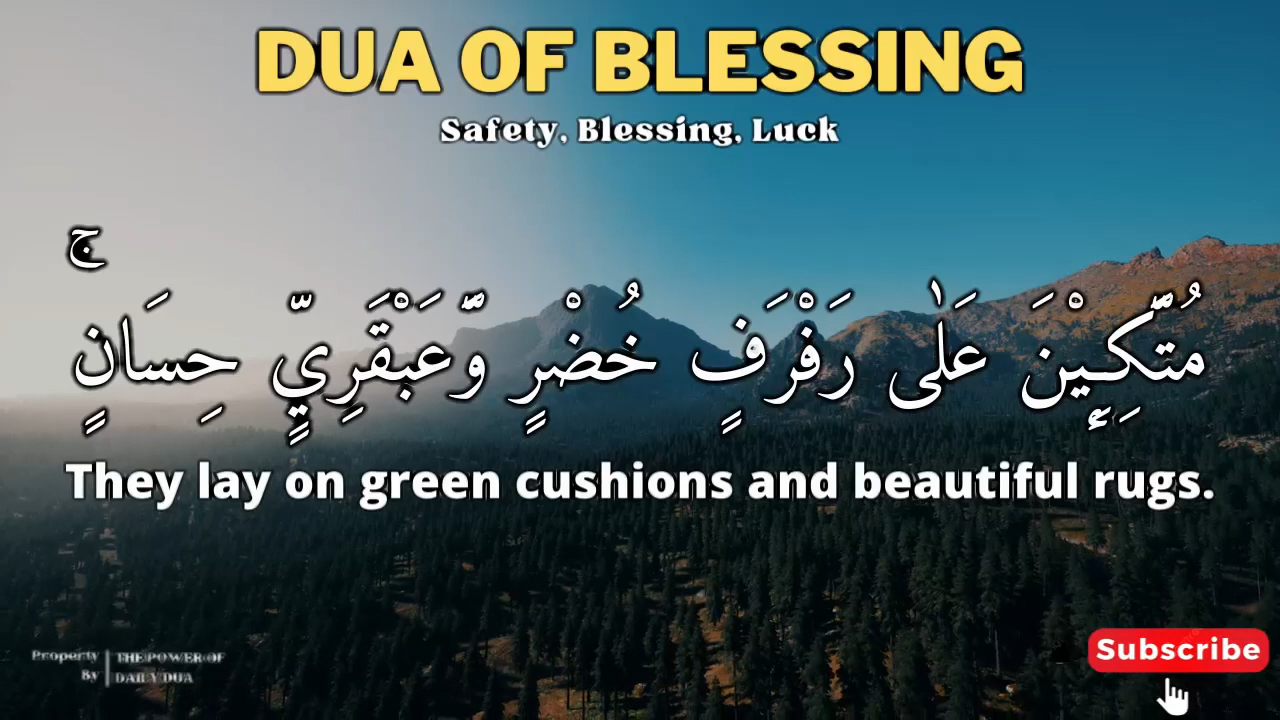 DUA OF BLESSING
Safety, Blessing, Luck
مُتَّكِـِٕيْنَ عَلٰى رَفْرَفٍ خُضْرٍ وَّعَبْقَرِيٍّ حِسَانٍۚ
They lay on green cushions and beautiful rugs.
Property By
THE POWER OF
DAILY DUA
Subscribe